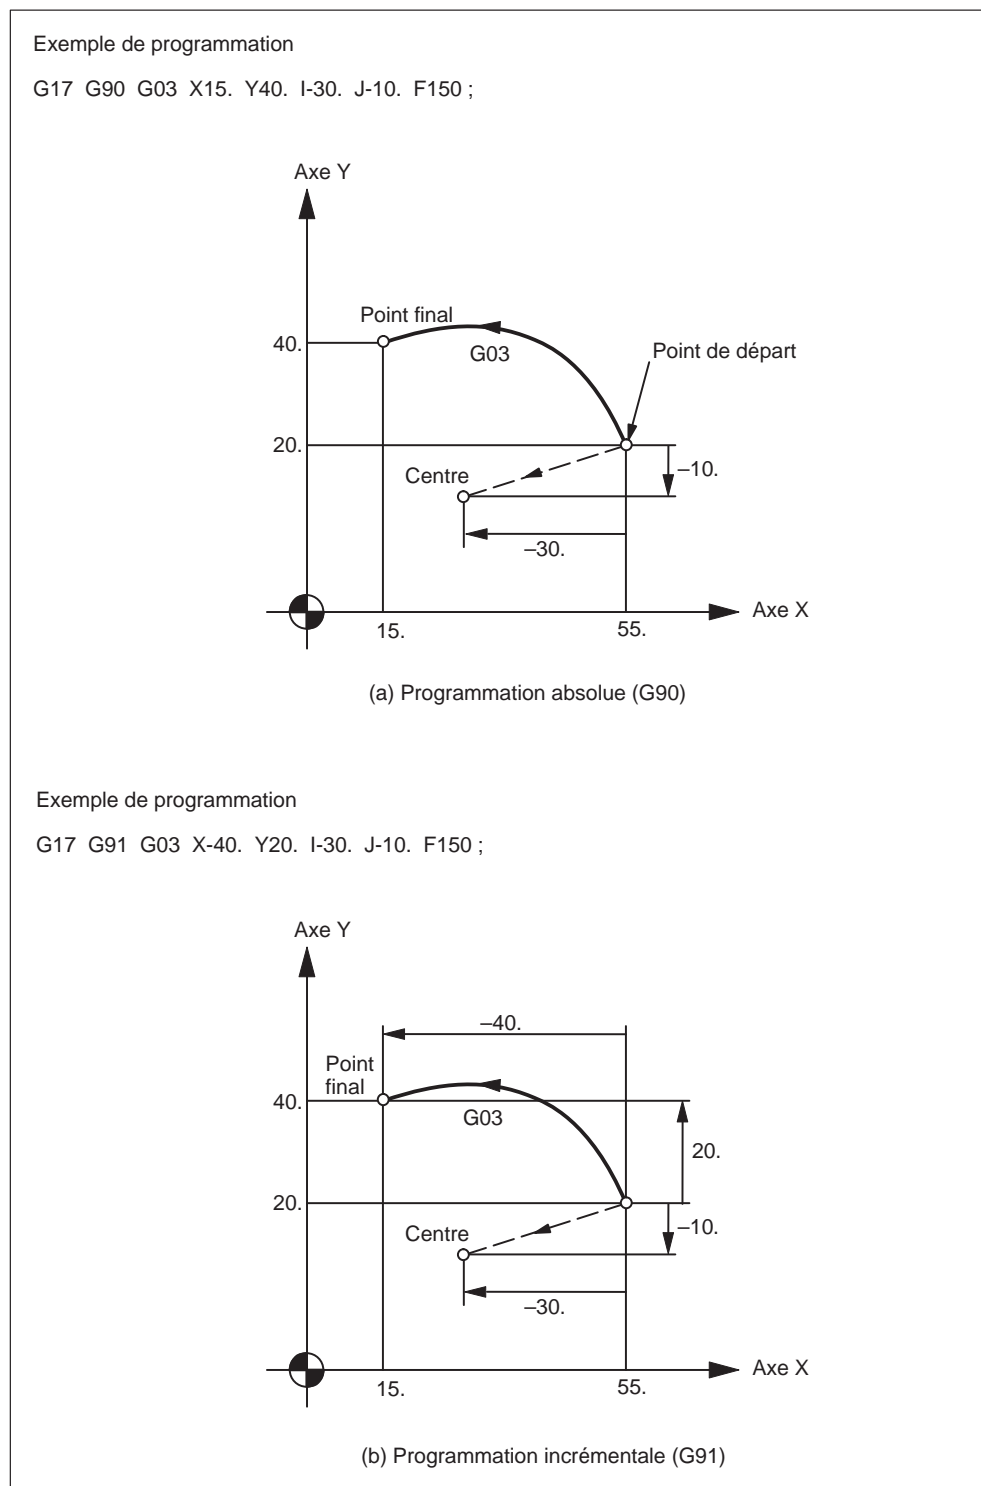 Exemple de programmation
G17 G90 G03 X15. Y40. I-30. J-10. F150 ;
Axe Y
Point final
40.
G03
Point de départ
20.
Centre
–10.
–30.
Axe X
15.
55.
(a) Programmation absolue (G90)
Exemple de programmation
G17 G91 G03 X-40. Y20. I-30. J-10. F150 ;
Axe Y
–40.
Point
final
40.
G03
20.
20.
Centre
–10.
–30.
Axe X
15.
55.
(b) Programmation incrémentale (G91)